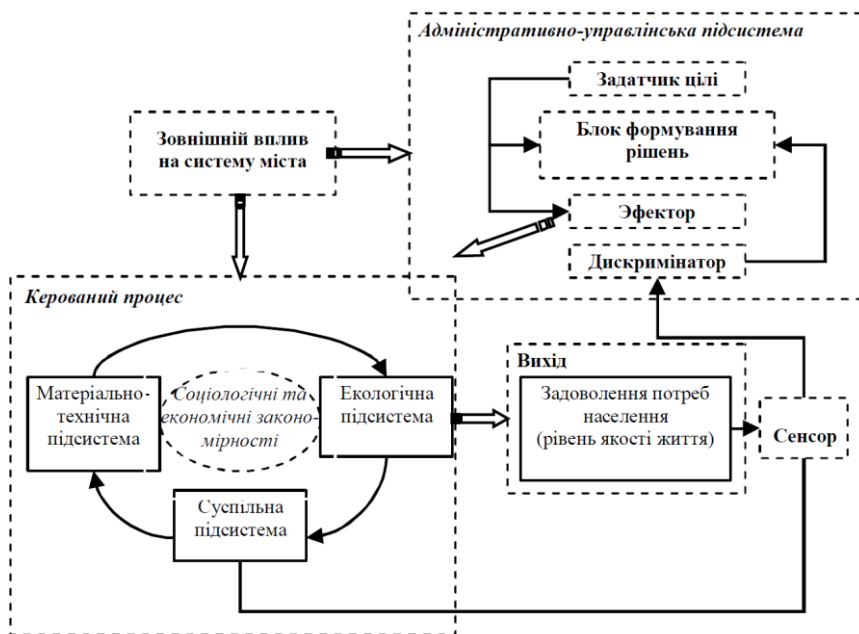 Адміністративно-управлінська підсистема
Задатчик цілі
Блок формування
рішень
Эфектор
Дискримінатор
Зовнішній вплив
на систему міста
Керований процес
Матеріально-
технічна
підсистема
Соціологічні та
економічні законо-
мірності
Екологічна
підсистема
Суспільна
підсистема
Вихід
Задоволення потреб
населення
(рівень якості життя)
Сенсор